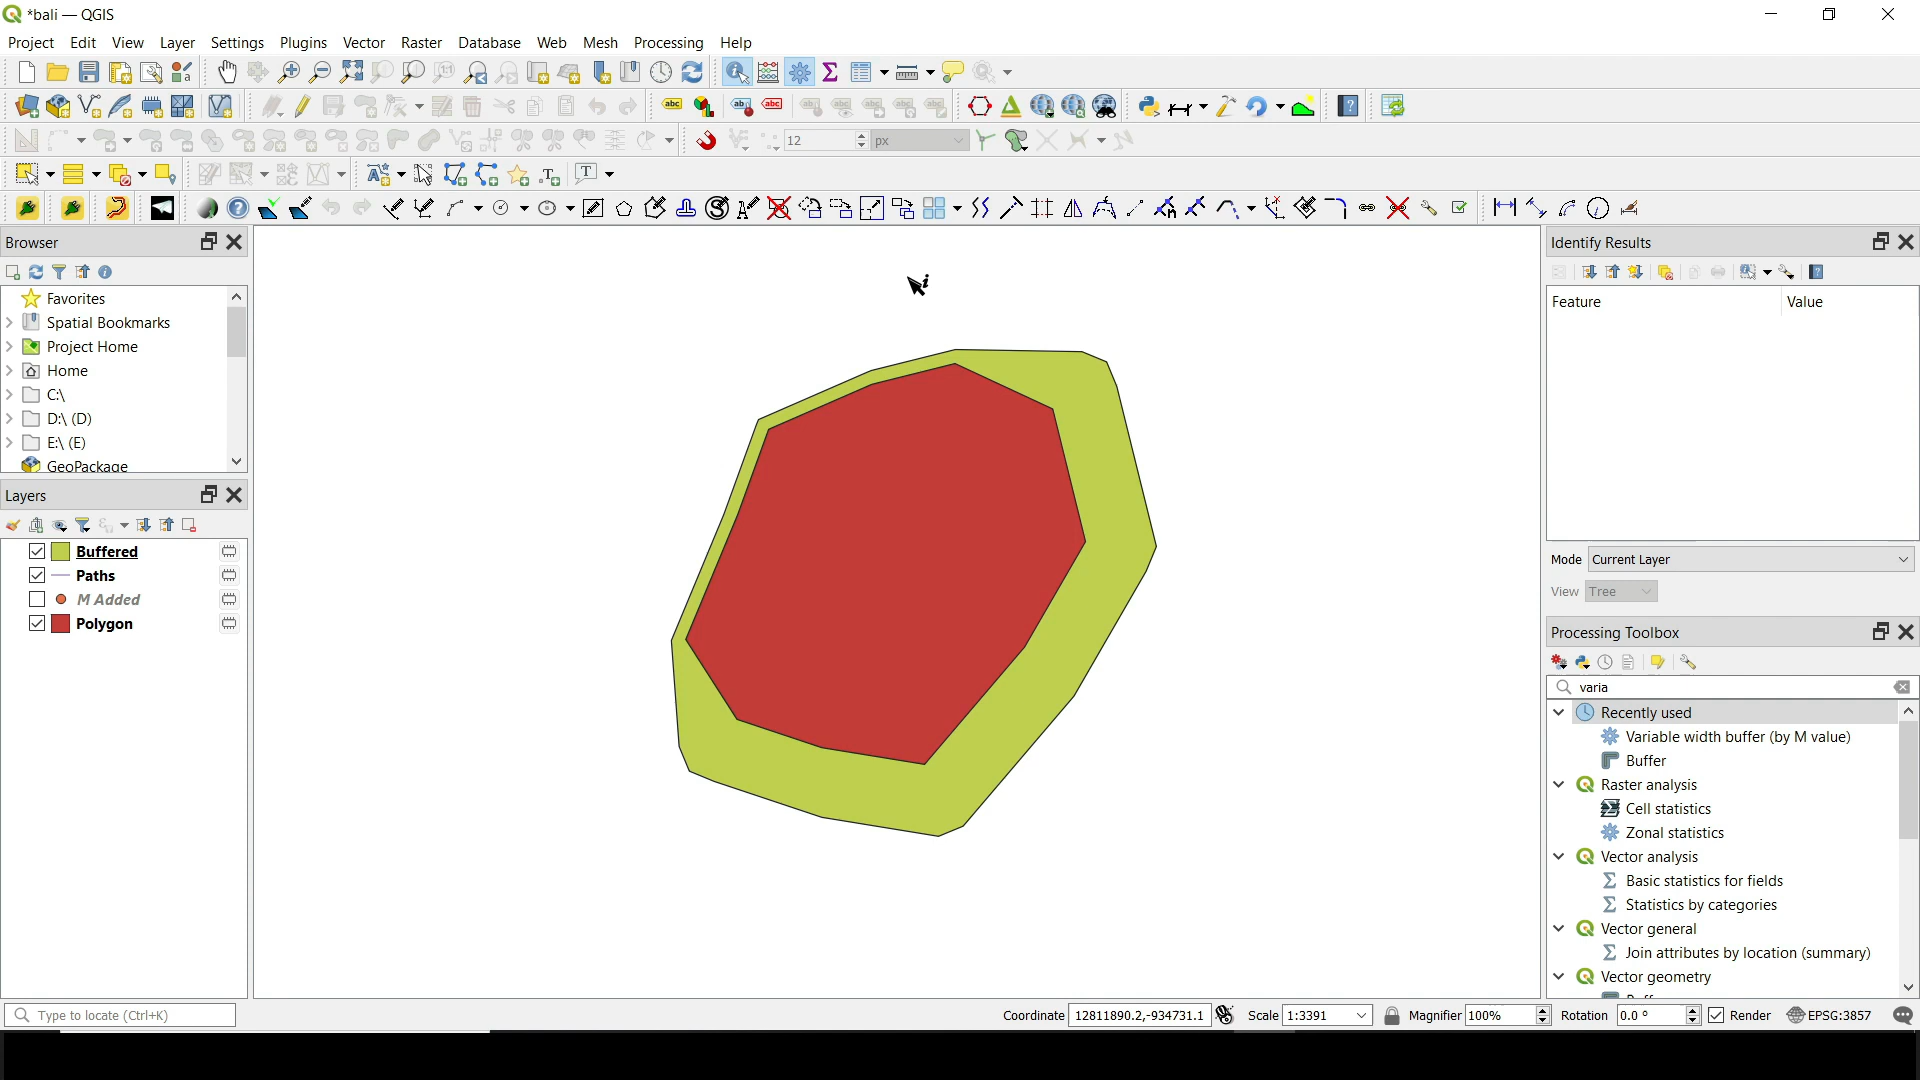 *bali — QGIS
Project Edit View Layer Settings Plugins Vector Raster Database Web Mesh Processing Help
12 px
Browser
Favorites
Spatial Bookmarks
Project Home
Home
C:\
D:\ (D)
E:\ (E)
GeoPackage
Layers
Buffered
Paths
M Added
Polygon
Identify Results
Feature Value
Mode Current Layer
View Tree
Processing Toolbox
varia
Recently used
Variable width buffer (by M value)
Buffer
Raster analysis
Cell statistics
Zonal statistics
Vector analysis
Basic statistics for fields
Statistics by categories
Vector general
Join attributes by location (summary)
Vector geometry
Type to locate (Ctrl+K)
Coordinate 12811890.2,-934731.1 Scale 1:3391 Magnifier 100% Rotation 0.0 ° Render EPSG:3857